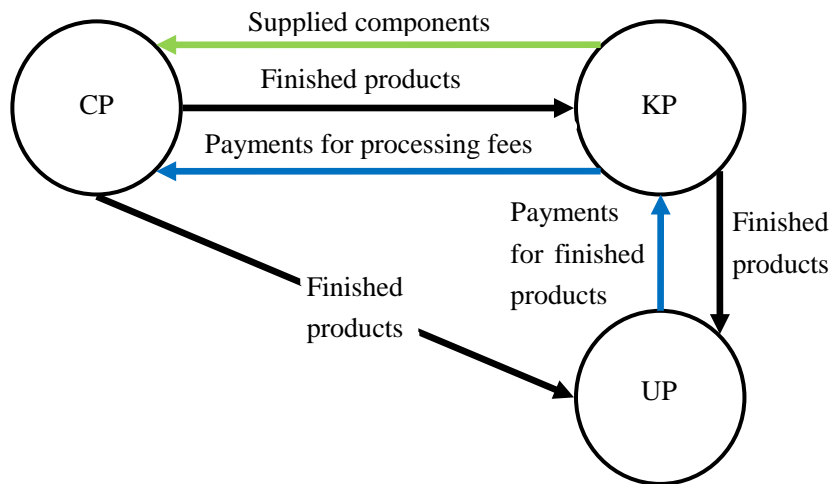 Supplied components
CP
Finished products
KP
Payments for processing fees
Payments
for finished
products
Finished
products
Finished
products
UP